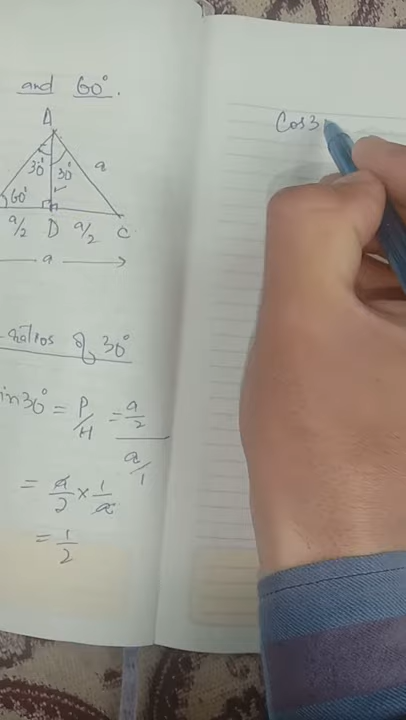 and 60°.
A
30° 30° a
60°
a/2 D a/2 C
a
ratios of 30°
in30° = P/H = a/2
a/1
= a/2 × 1/a
= 1/2
Cos3